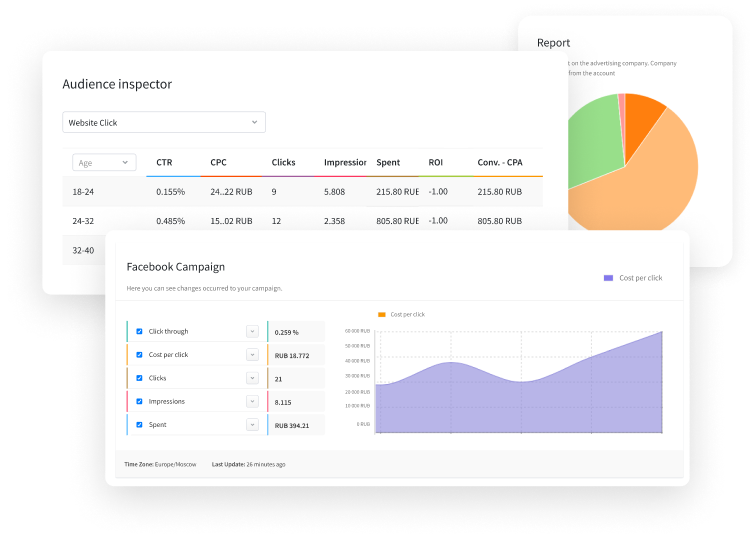 Report
on the advertising company. Company
from the account
Audience inspector
Website Click
Age CTR CPC Clicks Impression Spent ROI Conv. - CPA
18-24 0.155% 24..22 RUB 9 5.808 215.80 RUE -1.00 215.80 RUB
24-32 0.485% 15..02 RUB 12 2.358 805.80 RUE -1.00 805.80 RUB
32-40
Facebook Campaign
Here you can see changes occurred to your campaign.
Cost per click
Cost per click
Click through 0.259 %
Cost per click RUB 18.772
Clicks 21
Impressions 8.115
Spent RUB 394.21
60 000 RUB
50 000 RUB
40 000 RUB
30 000 RUB
20 000 RUB
10 000 RUB
0 RUB
Time Zone: Europe/Moscow Last Update: 26 minutes ago